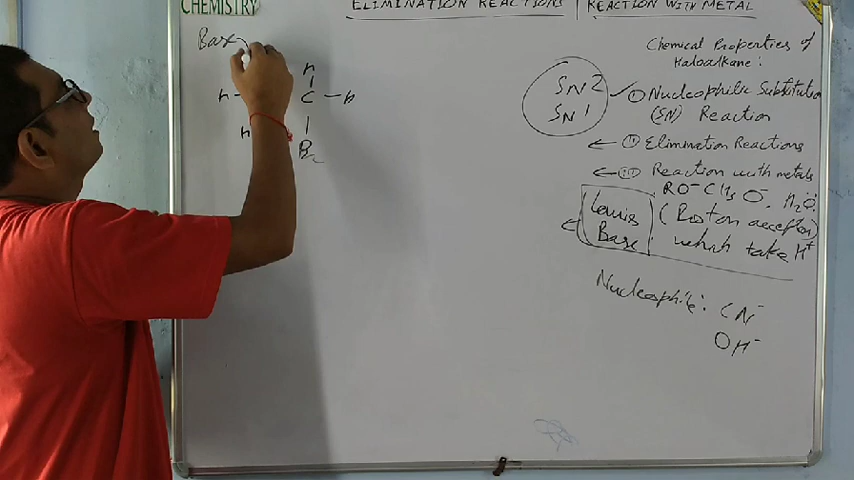 CHEMISTRY
ELIMINATION REACTIONS | REACTION WITH METAL
Base
H
H C H
H
Br
Chemical Properties of
Haloalkane:
SN2
SN1
① Nucleophilic Substitution
(SN) Reaction
② Elimination Reactions
③ Reaction with metals
RO⁻ CH₃O⁻. H₂O
Lewis
Base
(Proton acceptor)
which take H⁺
Nucleophile: CN⁻
OH⁻